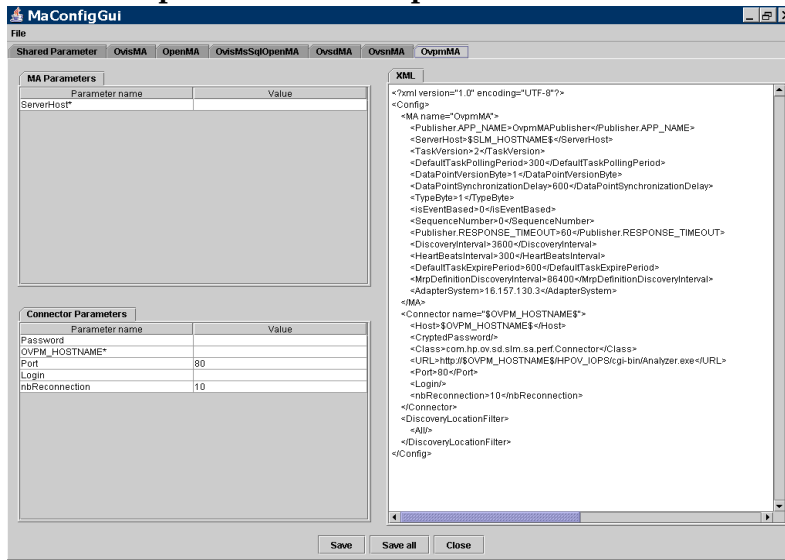 MaConfigGui
File
Shared Parameter OvisMA OpenMA OvisMsSqlOpenMA OvsdMA OvsnMA OvpmMA
MA Parameters
Parameter name Value
ServerHost*
Connector Parameters
Parameter name Value
Password
OVPM_HOSTNAME*
Port 80
Login
nbReconnection 10
XML
<?xml version="1.0" encoding="UTF-8"?>
<Config>
<MA name="OvpmMA">
<Publisher.APP_NAME>OvpmMAPublisher</Publisher.APP_NAME>
<ServerHost>$SLM_HOSTNAME$</ServerHost>
<TaskVersion>2</TaskVersion>
<DefaultTaskPollingPeriod>300</DefaultTaskPollingPeriod>
<DataPointVersionByte>1</DataPointVersionByte>
<DataPointSynchronizationDelay>600</DataPointSynchronizationDelay>
<TypeByte>1</TypeByte>
<isEventBased>0</isEventBased>
<SequenceNumber>0</SequenceNumber>
<Publisher.RESPONSE_TIMEOUT>60</Publisher.RESPONSE_TIMEOUT>
<DiscoveryInterval>3600</DiscoveryInterval>
<HeartBeatsInterval>300</HeartBeatsInterval>
<DefaultTaskExpirePeriod>600</DefaultTaskExpirePeriod>
<MrpDefinitionDiscoveryInterval>86400</MrpDefinitionDiscoveryInterval>
<AdapterSystem>16.157.130.3</AdapterSystem>
</MA>
<Connector name="$OVPM_HOSTNAME$">
<Host>$OVPM_HOSTNAME$</Host>
<CryptedPassword/>
<Class>com.hp.ov.sd.slm.sa.perf.Connector</Class>
<URL>http://$OVPM_HOSTNAME$/HPOV_IOPS/cgi-bin/Analyzer.exe</URL>
<Port>80</Port>
<Login/>
<nbReconnection>10</nbReconnection>
</Connector>
<DiscoveryLocationFilter>
<All/>
</DiscoveryLocationFilter>
</Config>
Save Save all Close